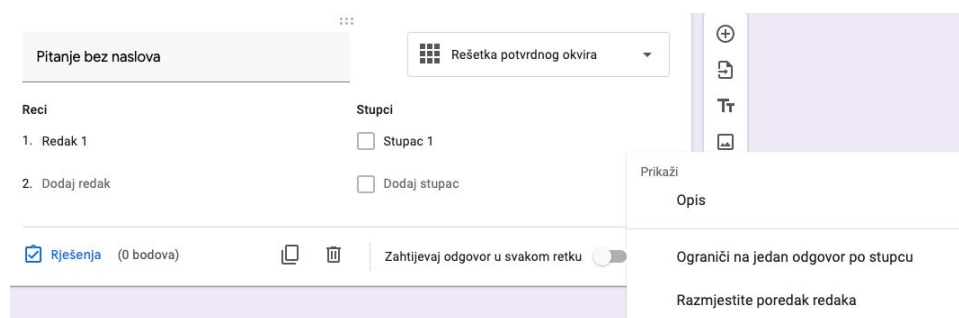 Pitanje bez naslova
Rešetka potvrdnog okvira
Reci
Stupci
1. Redak 1
Stupac 1
2. Dodaj redak
Dodaj stupac
Rješenja (0 bodova)
Zahtijevaj odgovor u svakom retku
Tт
Prikaži
Opis
Ograniči na jedan odgovor po stupcu
Razmjestite poredak redaka